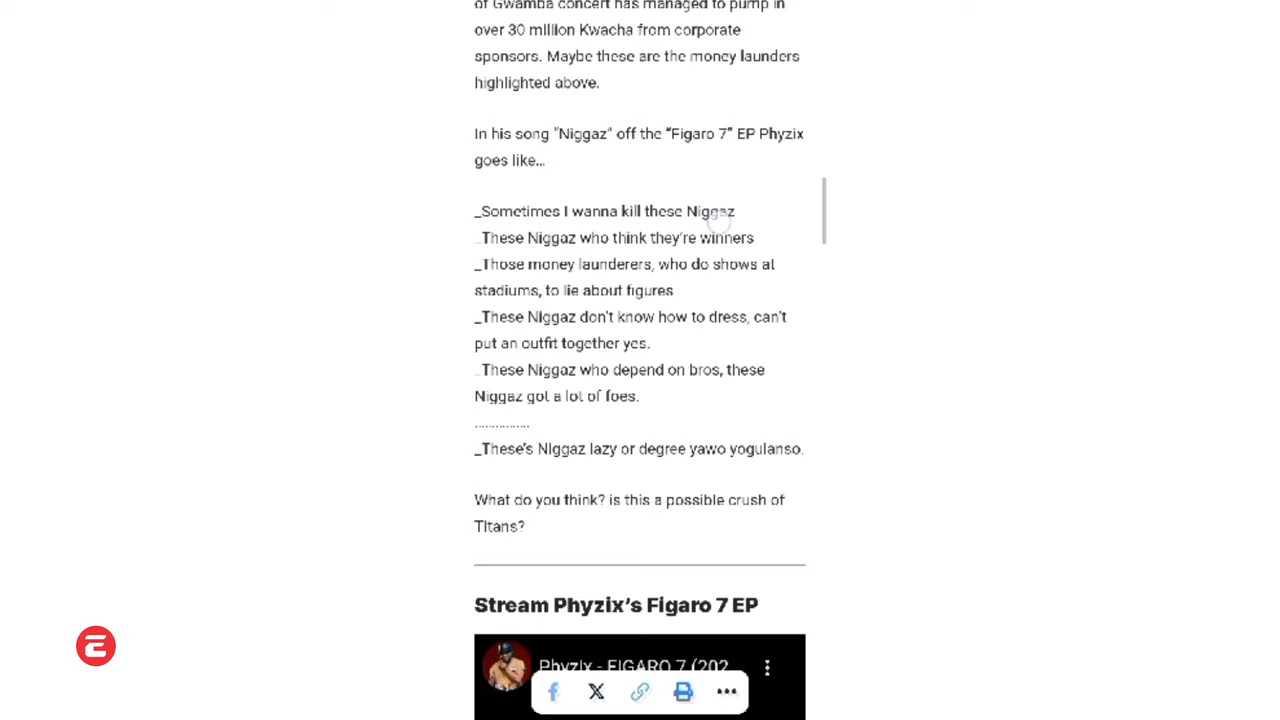 of Gwamba concert has managed to pump in
over 30 million Kwacha from corporate
sponsors. Maybe these are the money launders
highlighted above.
In his song “Niggaz” off the “Figaro 7” EP Phyzix
goes like…
_Sometimes I wanna kill these Niggaz
_These Niggaz who think they’re winners
_Those money launderers, who do shows at
stadiums, to lie about figures
_These Niggaz don't know how to dress, can't
put an outfit together yes.
_These Niggaz who depend on bros, these
Niggaz got a lot of foes.
……………
_These’s Niggaz lazy or degree yawo yogulanso.
What do you think? is this a possible crush of
Titans?
Stream Phyzix’s Figaro 7 EP
Phyzix - FIGARO 7 (202